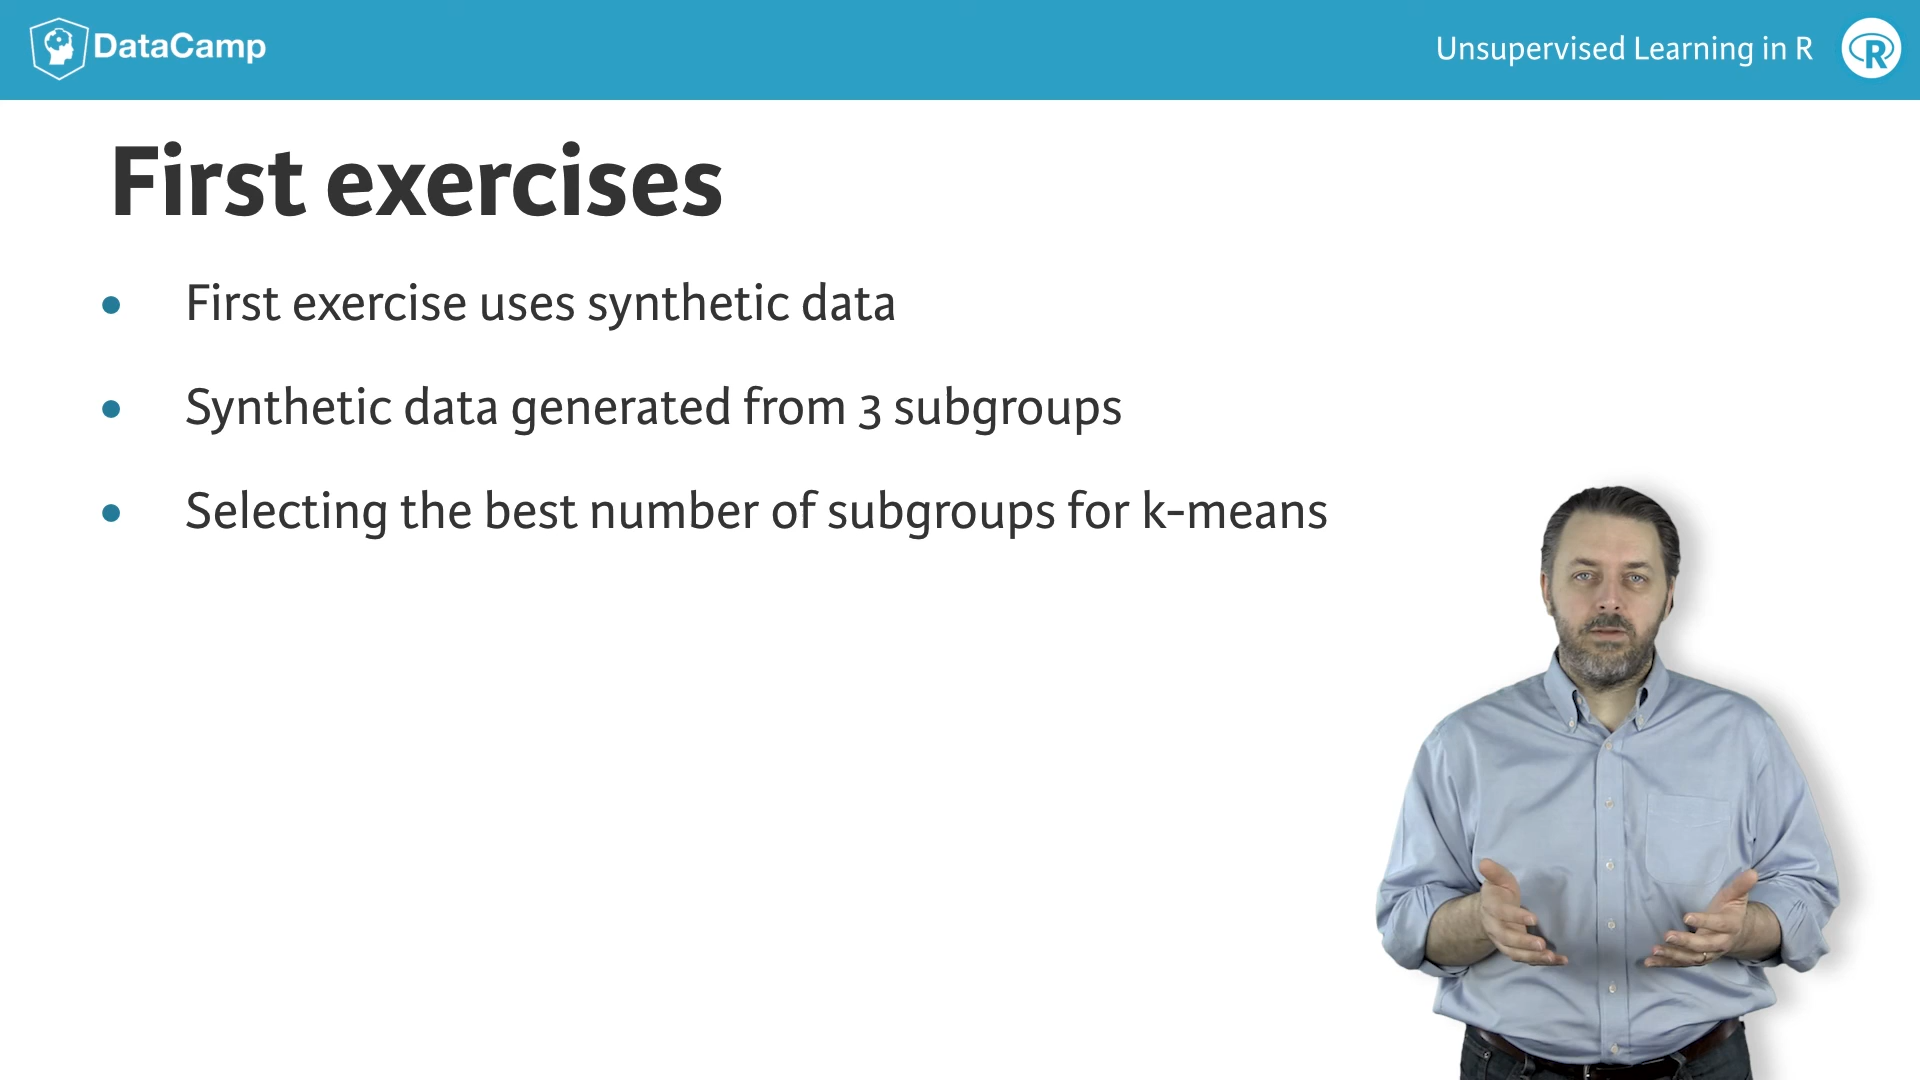 DataCamp
Unsupervised Learning in R
R
First exercises
• First exercise uses synthetic data
• Synthetic data generated from 3 subgroups
• Selecting the best number of subgroups for k-means